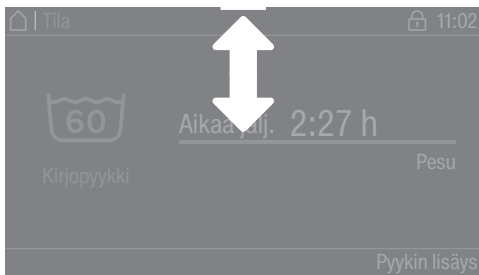 Tila 11:02
60
Aikaa jälj. 2:27 h
Kirjopyykki
Pesu
Pyykin lisäys